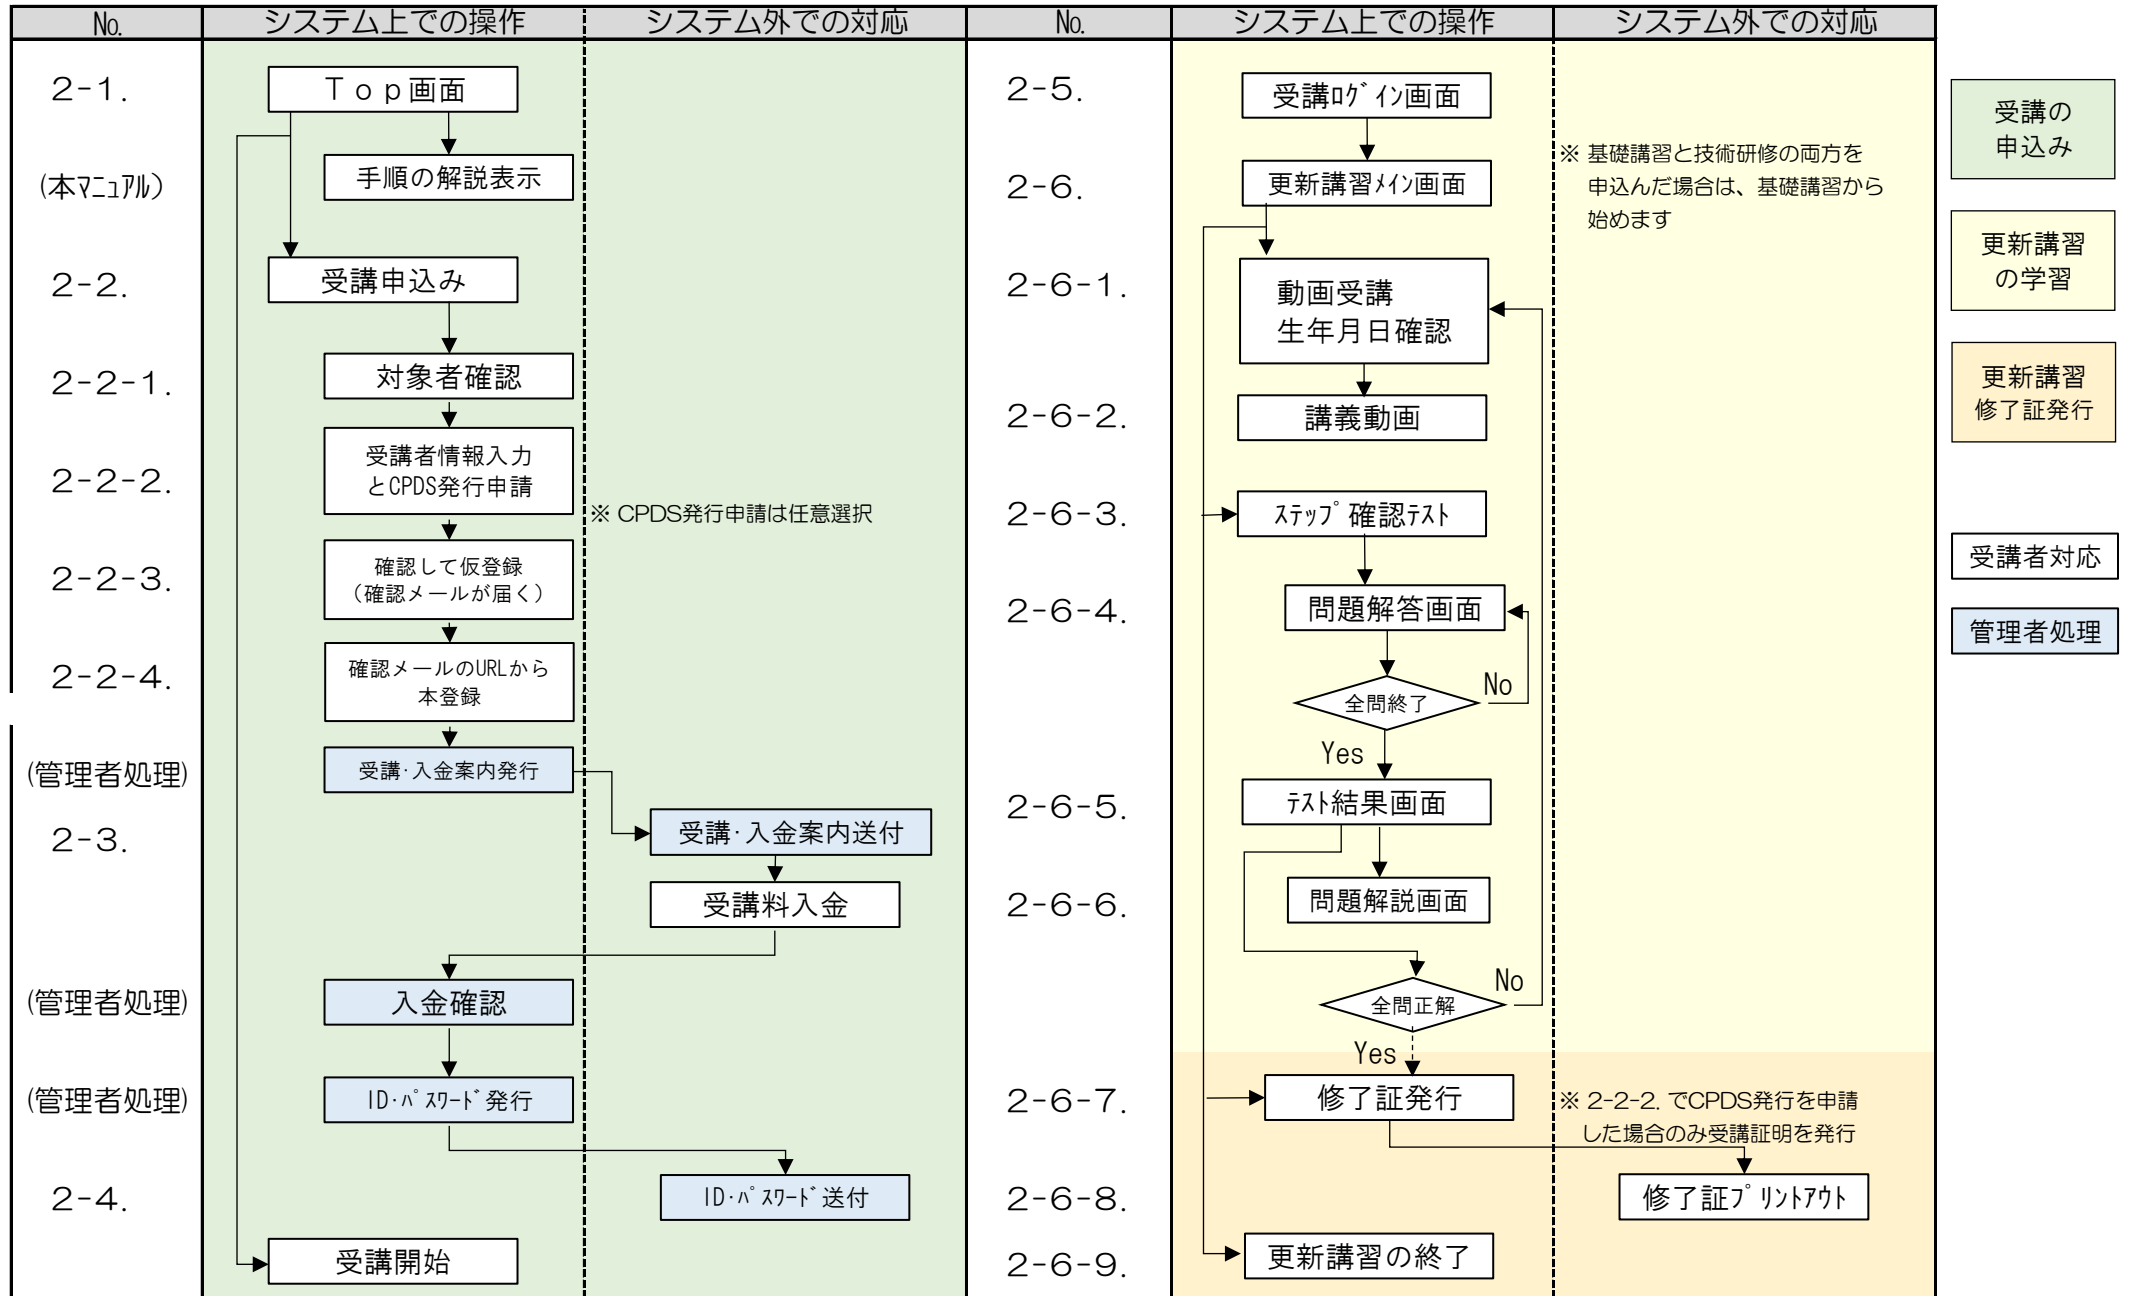 No.
システム上での操作
システム外での対応
2-1.
Ｔｏｐ画面
(本ﾏﾆｭｱﾙ)
手順の解説表示
2-2.
受講申込み
2-2-1.
対象者確認
2-2-2.
受講者情報入力
とCPDS発行申請
※ CPDS発行申請は任意選択
2-2-3.
確認して仮登録
（確認メールが届く）
2-2-4.
確認メールのURLから
本登録
(管理者処理)
受講･入金案内発行
2-3.
受講･入金案内送付
受講料入金
(管理者処理)
入金確認
(管理者処理)
ID･ﾊﾟｽﾜｰﾄﾞ発行
2-4.
ID･ﾊﾟｽﾜｰﾄﾞ送付
受講開始
No.
システム上での操作
システム外での対応
2-5.
受講ﾛｸﾞｲﾝ画面
2-6.
更新講習ﾒｲﾝ画面
※ 基礎講習と技術研修の両方を
申込んだ場合は、基礎講習から
始めます
2-6-1.
動画受講
生年月日確認
2-6-2.
講義動画
2-6-3.
ｽﾃｯﾌﾟ確認ﾃｽﾄ
2-6-4.
問題解答画面
全問終了
No
Yes
2-6-5.
ﾃｽﾄ結果画面
2-6-6.
問題解説画面
全問正解
No
Yes
2-6-7.
修了証発行
※ 2-2-2. でCPDS発行を申請
した場合のみ受講証明を発行
2-6-8.
修了証ﾌﾟﾘﾝﾄｱｳﾄ
2-6-9.
更新講習の終了
受講の
申込み
更新講習
の学習
更新講習
修了証発行
受講者対応
管理者処理